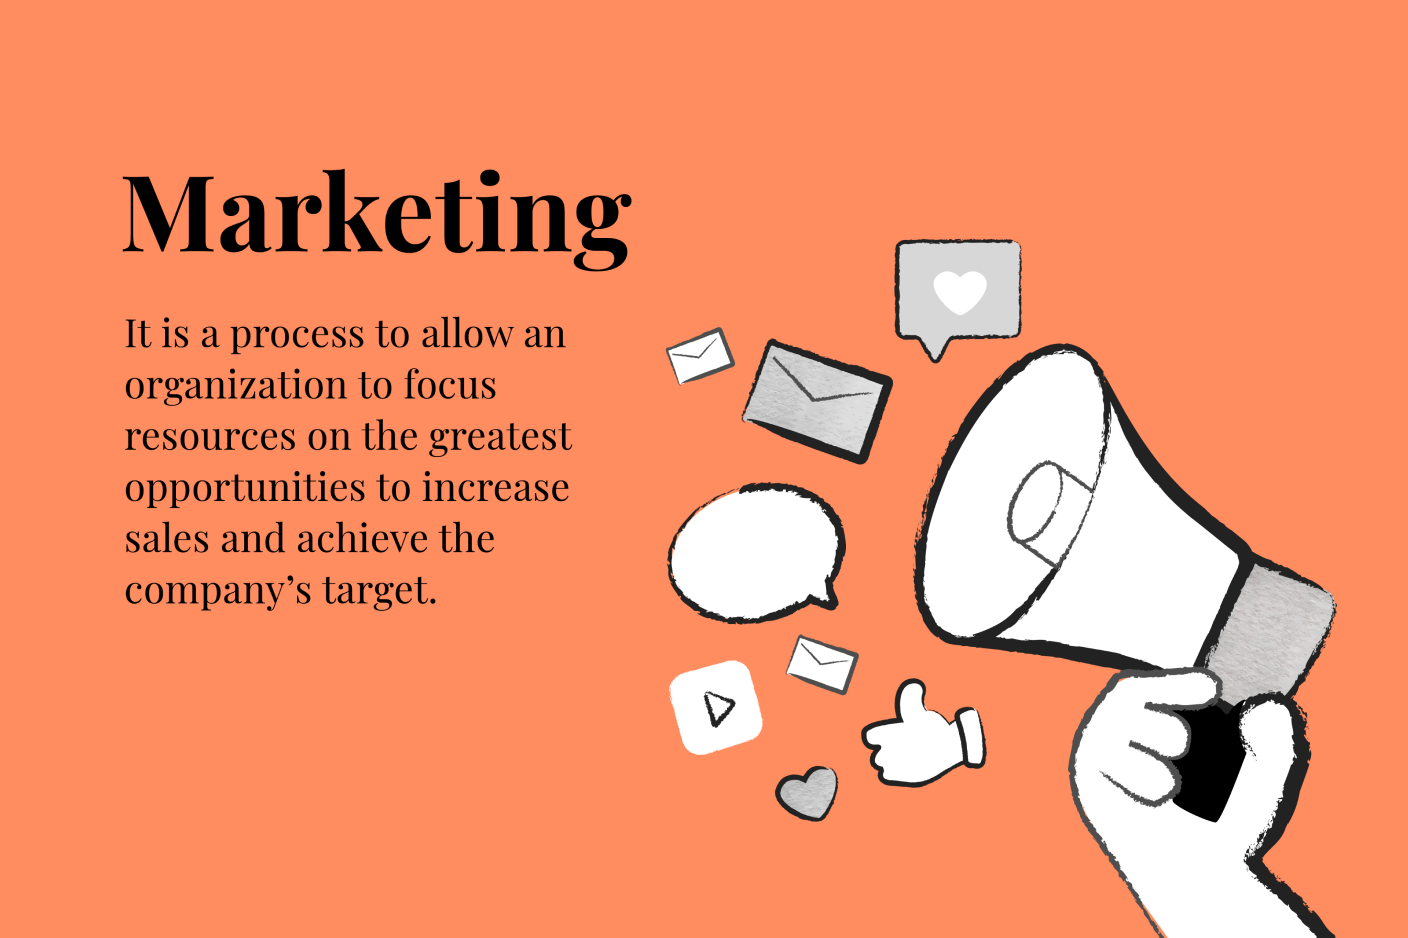 Marketing
It is a process to allow an
organization to focus
resources on the greatest
opportunities to increase
sales and achieve the
company’s target.